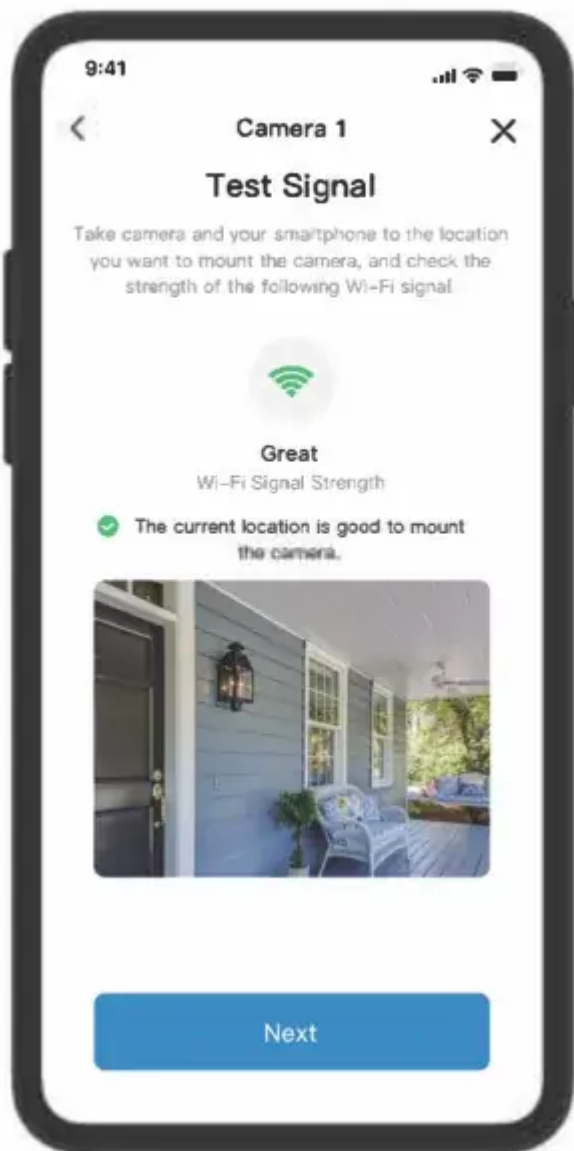 9:41
Camera 1
Test Signal
Take camera and your smartphone to the location
you want to mount the camera, and check the
strength of the following Wi-Fi signal
Great
Wi-Fi Signal Strength
The current location is good to mount
the camera.
Next